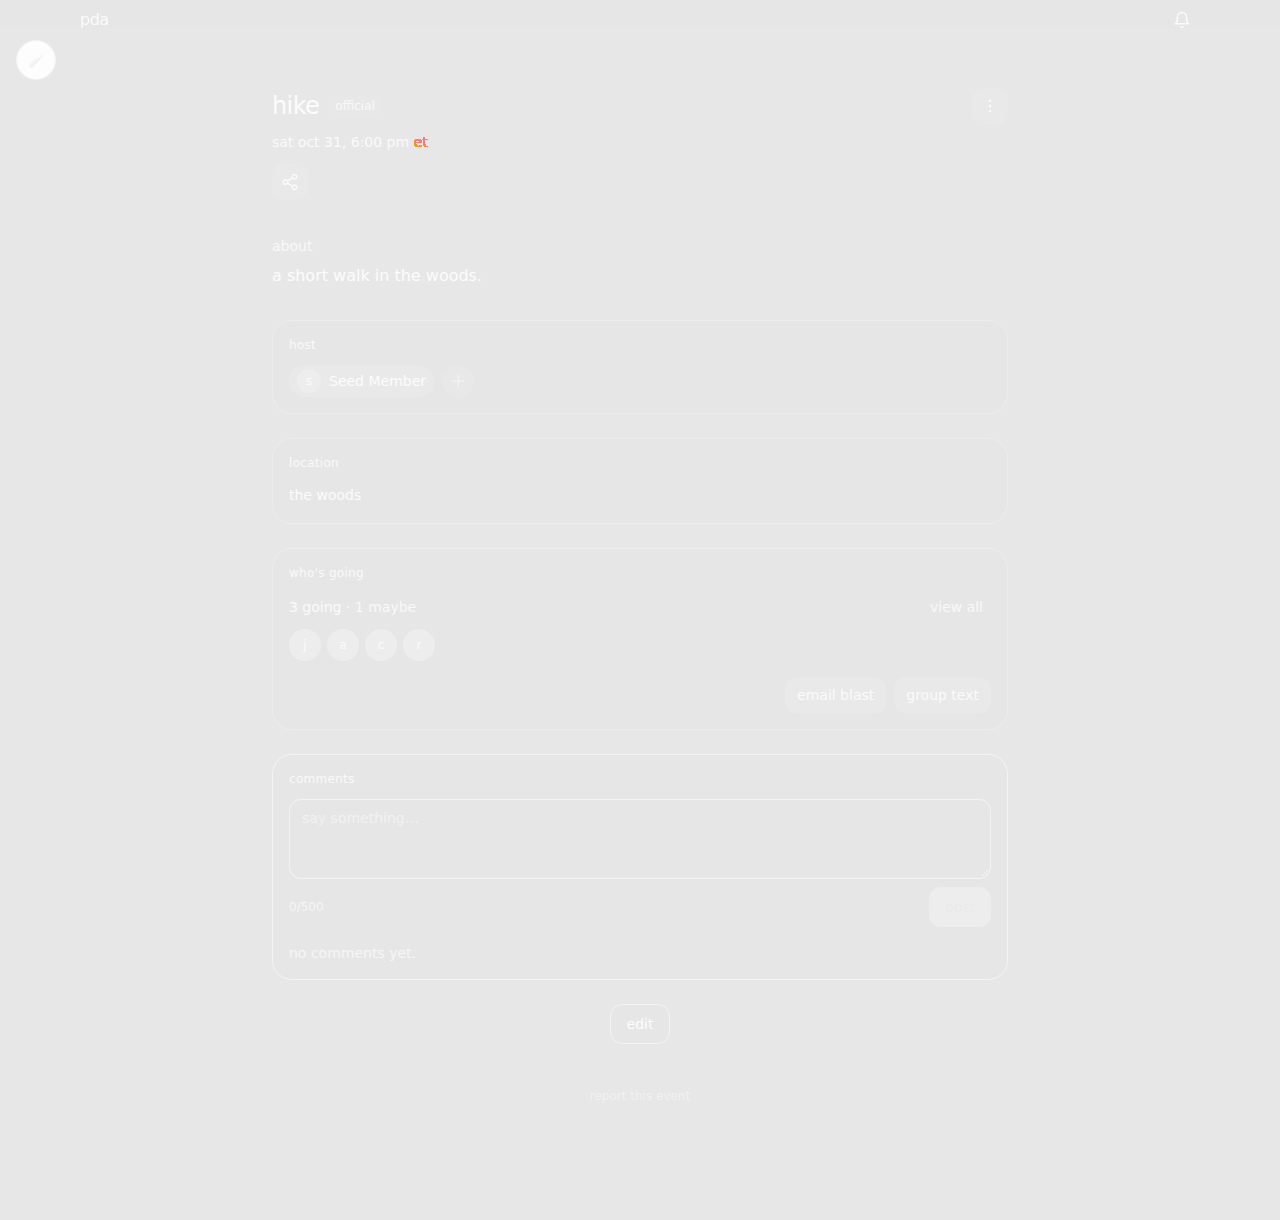 pda
hike official
sat oct 31, 6:00 pm et
about
a short walk in the woods.
host
S Seed Member +
location
the woods
who's going
3 going · 1 maybe view all
j a c r
email blast group text
comments
say something...
0/500 post
no comments yet.
edit
report this event